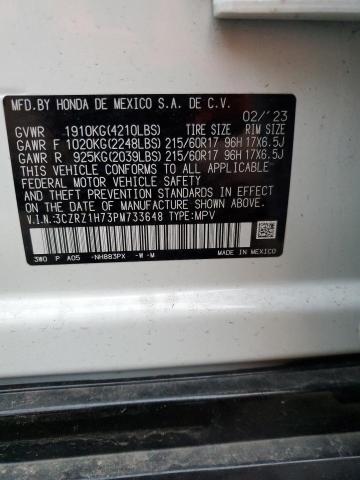 MFD.BY HONDA DE MEXICO S.A. DE C.V.
02/'23
GVWR 1910KG(4210LBS) TIRE SIZE RIM SIZE
GAWR F 1020KG(2248LBS) 215/60R17 96H 17X6.5J
GAWR R 925KG(2039LBS) 215/60R17 96H 17X6.5J
THIS VEHICLE CONFORMS TO ALL APPLICABLE
FEDERAL MOTOR VEHICLE SAFETY AND THEFT
PREVENTION STANDARDS IN EFFECT ON THE DATE
OF MANUFACTURE SHOWN ABOVE.
V.I.N.:3CZRZ1H73PM733648 TYPE:MPV
3W0 P A05 -NH883PX -W -M
MADE IN MEXICO